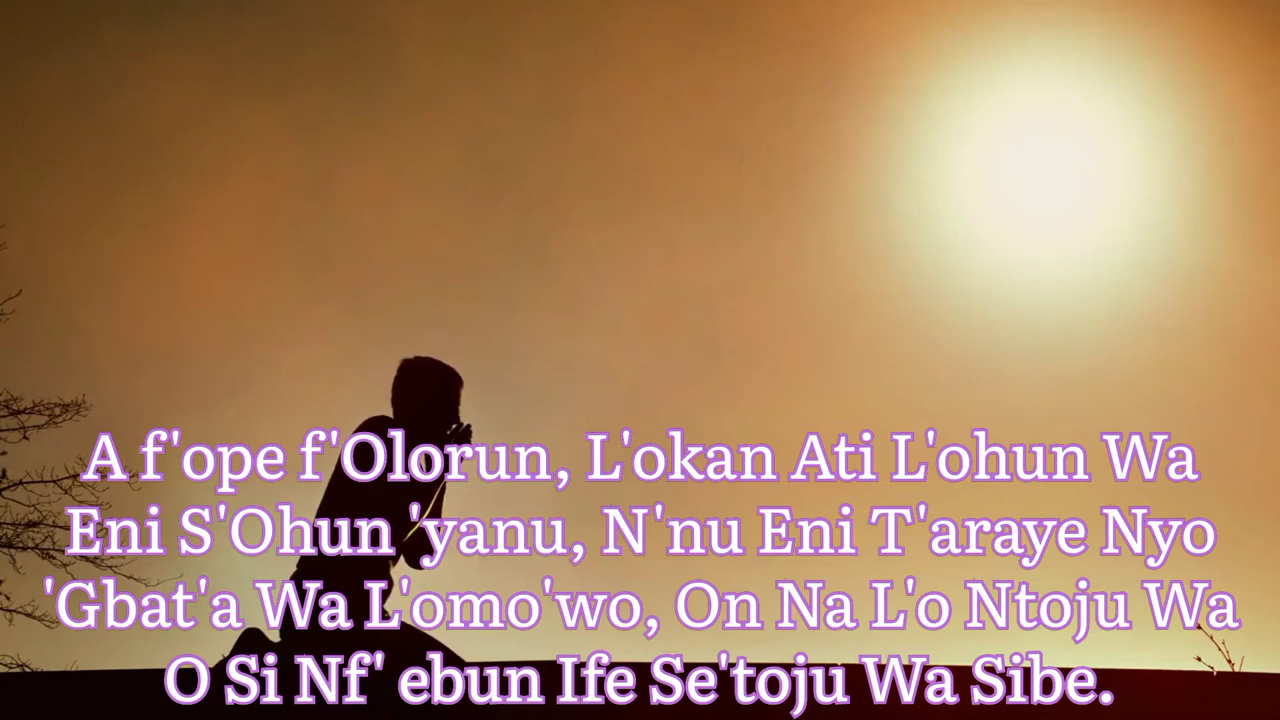 A f'ope f'Olorun, L'okan Ati L'ohun Wa
Eni S'Ohun 'yanu, N'nu Eni T'araye Nyo
'Gbat'a Wa L'omo'wo, On Na L'o Ntoju Wa
O Si Nf' ebun Ife Se'toju Wa Sibe.